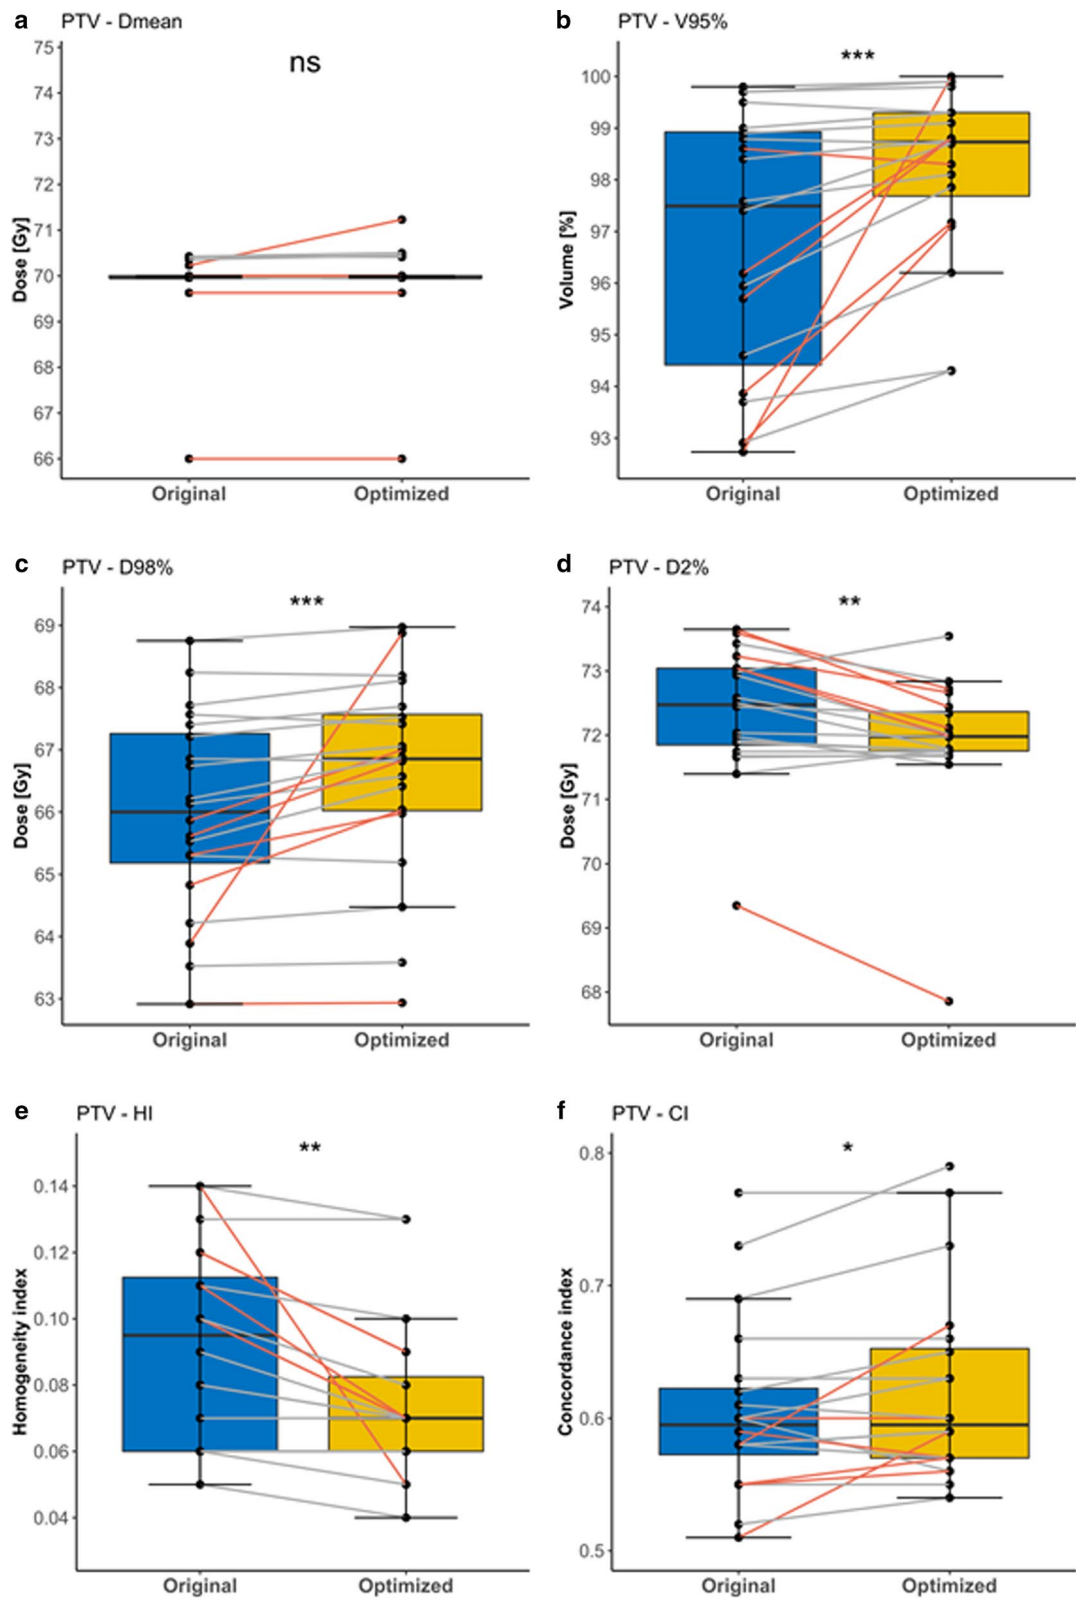 a PTV - Dmean
ns
75
74
73
72
71
70
69
68
67
66
Dose [Gy]
Original Optimized
b PTV - V95%
***
100
99
98
97
96
95
94
93
Volume [%]
Original Optimized
c PTV - D98%
***
69
68
67
66
65
64
63
Dose [Gy]
Original Optimized
d PTV - D2%
**
74
73
72
71
70
69
68
Dose [Gy]
Original Optimized
e PTV - HI
**
0.14
0.12
0.10
0.08
0.06
0.04
Homogeneity index
Original Optimized
f PTV - CI
*
0.8
0.7
0.6
0.5
Concordance index
Original Optimized